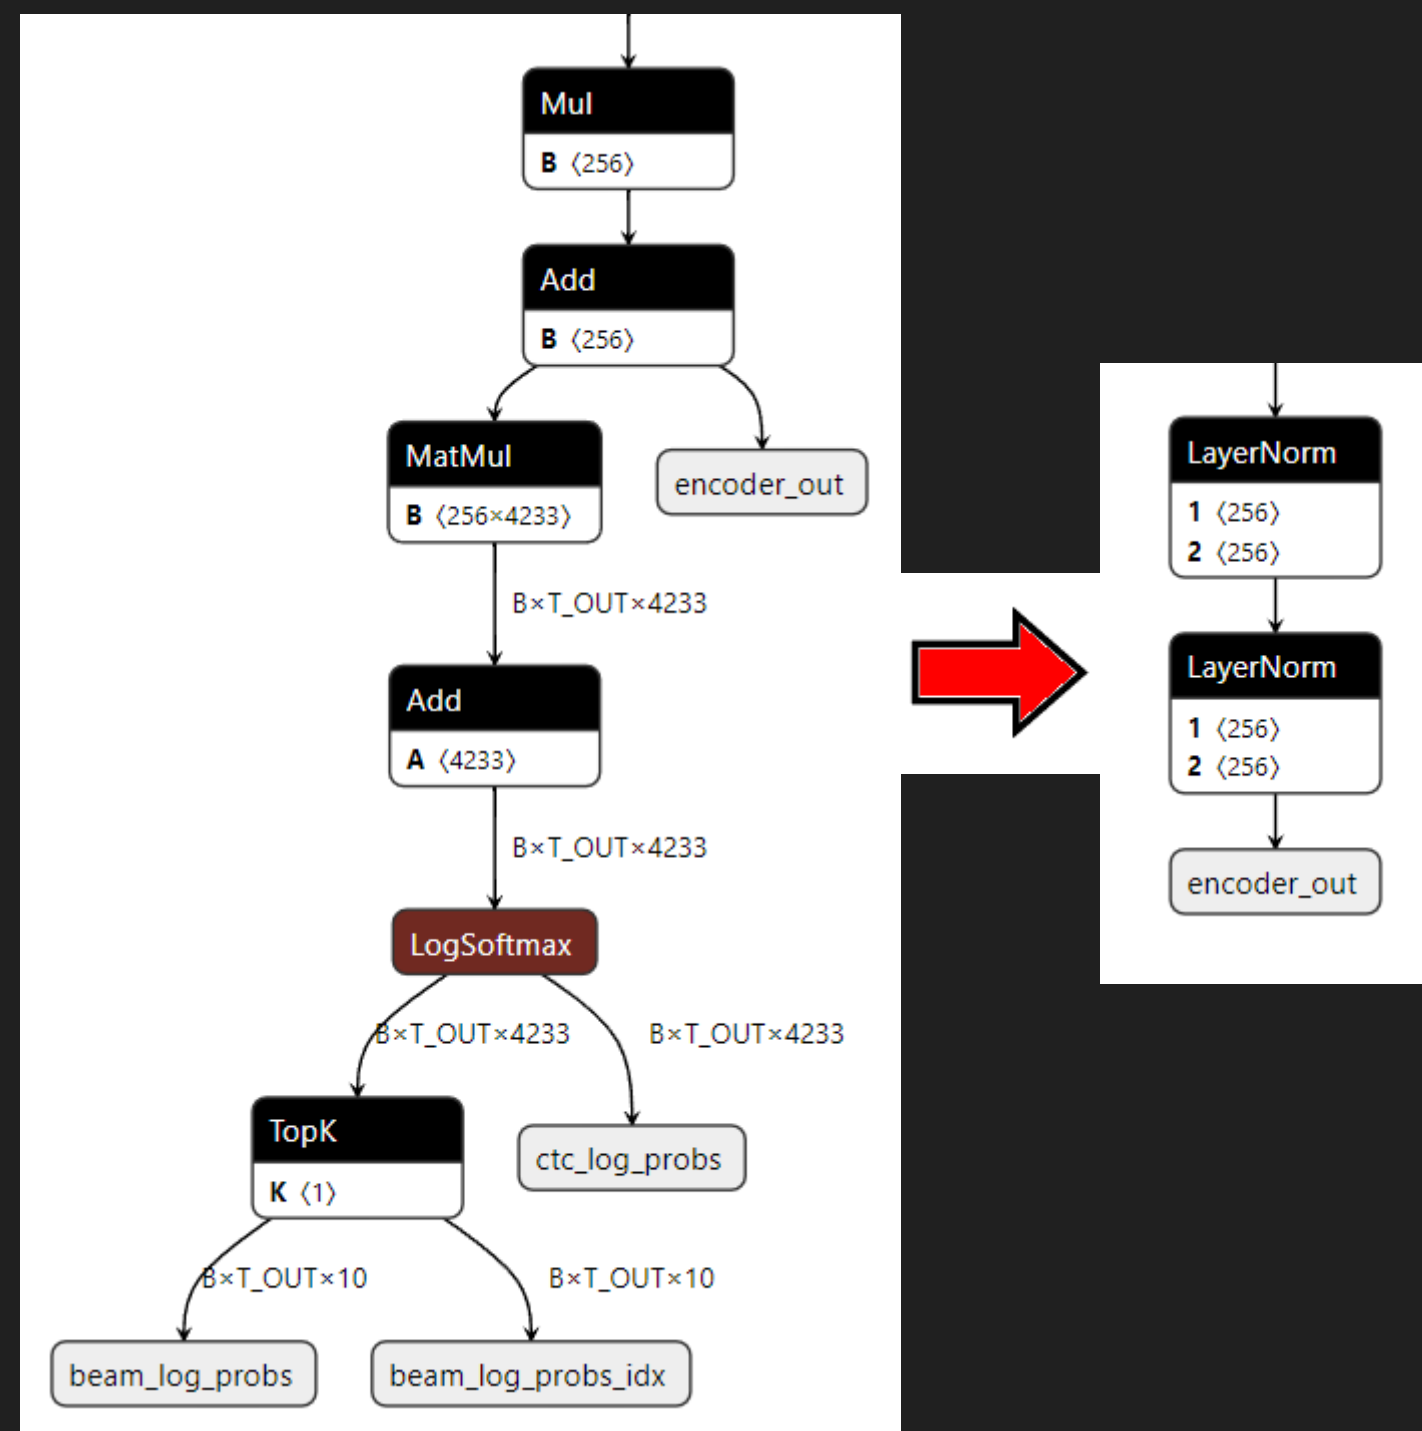 Mul
B ⟨256⟩
Add
B ⟨256⟩
MatMul
B ⟨256×4233⟩
encoder_out
B×T_OUT×4233
Add
A ⟨4233⟩
B×T_OUT×4233
LogSoftmax
B×T_OUT×4233
B×T_OUT×4233
TopK
K ⟨1⟩
ctc_log_probs
B×T_OUT×10
B×T_OUT×10
beam_log_probs
beam_log_probs_idx
LayerNorm
1 ⟨256⟩
2 ⟨256⟩
LayerNorm
1 ⟨256⟩
2 ⟨256⟩
encoder_out